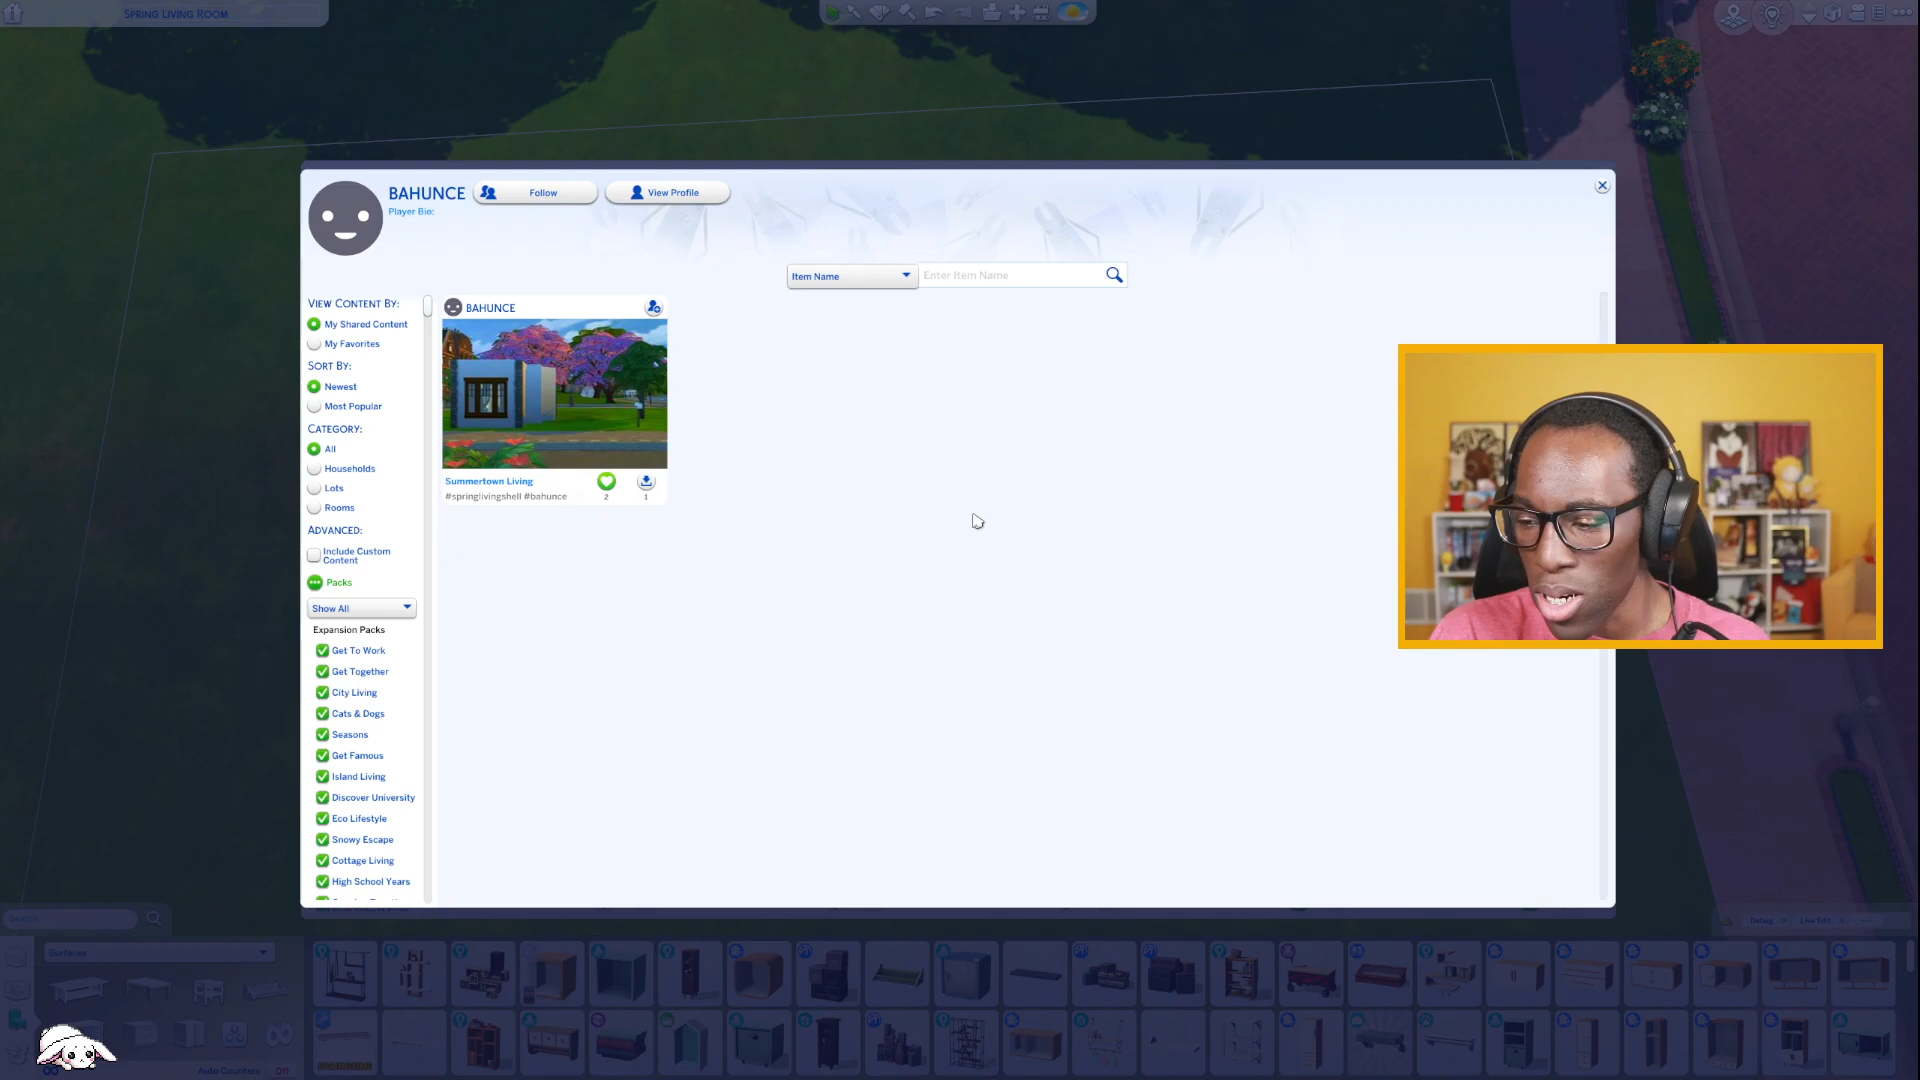 SPRING LIVING ROOM
BAHUNCE
Follow
View Profile
Player Bio:
Item Name
Enter Item Name
VIEW CONTENT BY:
My Shared Content
My Favorites
SORT BY:
Newest
Most Popular
CATEGORY:
All
Households
Lots
Rooms
ADVANCED:
Include Custom
Content
Packs
Show All
Expansion Packs
Get To Work
Get Together
City Living
Cats & Dogs
Seasons
Get Famous
Island Living
Discover University
Eco Lifestyle
Snowy Escape
Cottage Living
High School Years
BAHUNCE
Summertown Living
#springlivingshell #bahunce
2
1
Search
Debug
Live Edit
Surfaces
Auto Counters
Off